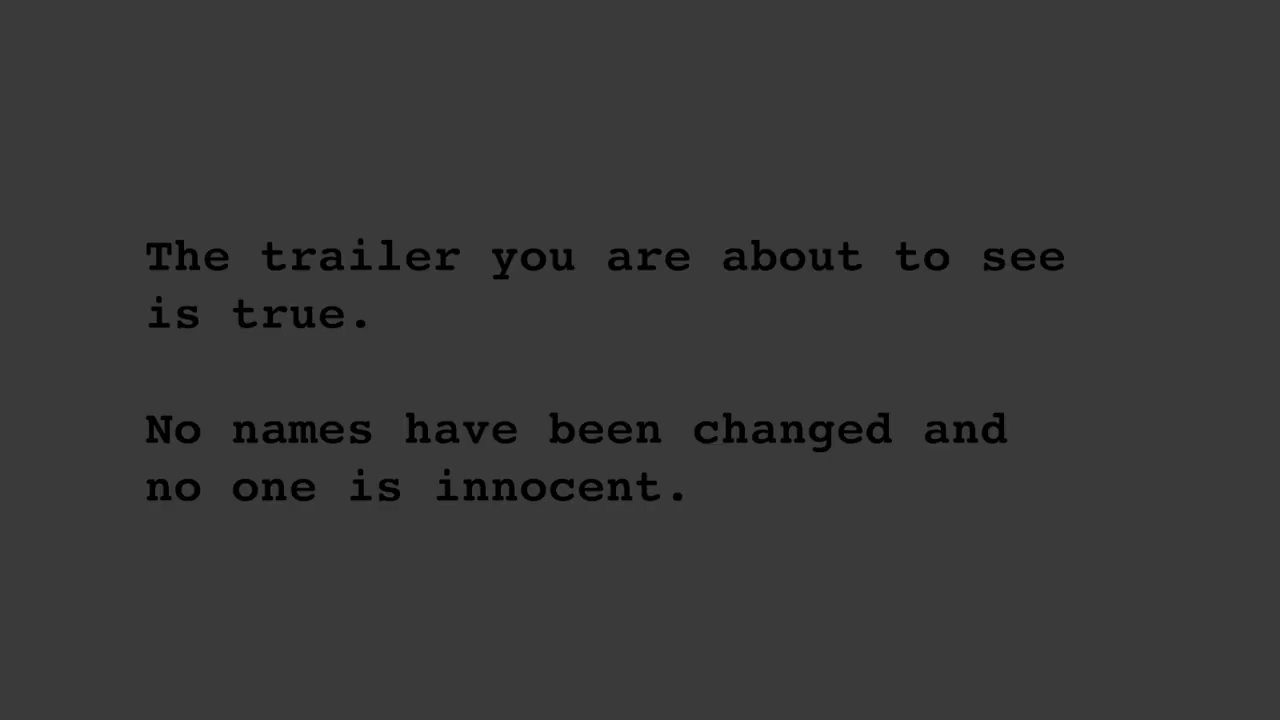 The trailer you are about to see
is true.
No names have been changed and
no one is innocent.